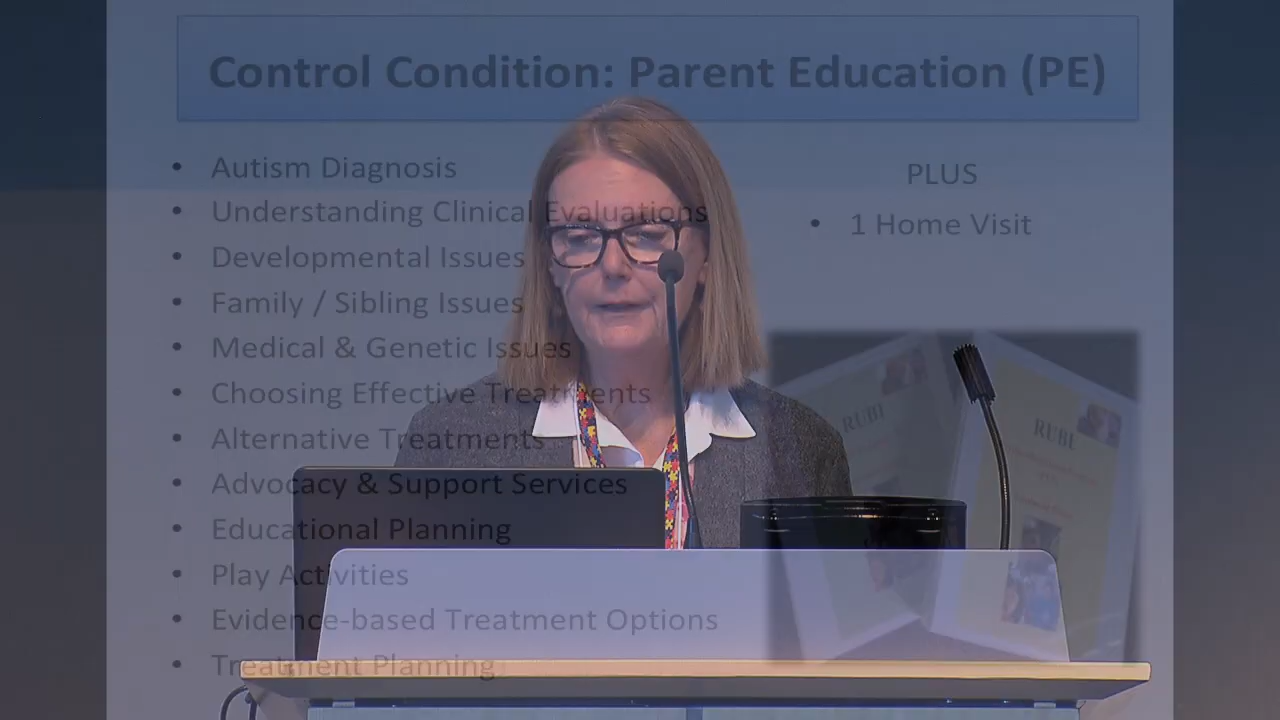 Control Condition: Parent Education (PE)
• Autism Diagnosis
• Understanding Clinical Evaluations
• Developmental Issues
• Family / Sibling Issues
• Medical & Genetic Issues
• Choosing Effective Treatments
• Alternative Treatments
• Advocacy & Support Services
• Educational Planning
• Play Activities
• Evidence-based Treatment Options
• Treatment Planning
PLUS
• 1 Home Visit
RUBI
RUBI